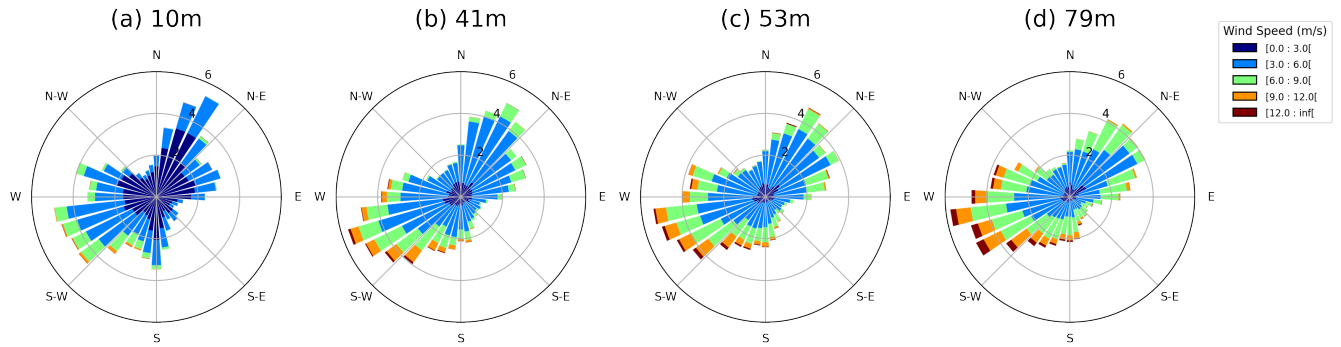 (a) 10m
(b) 41m
(c) 53m
(d) 79m
Wind Speed (m/s)
[0.0 : 3.0[
[3.0 : 6.0[
[6.0 : 9.0[
[9.0 : 12.0[
[12.0 : inf[
N
N-W
N-E
6
4
2
W
E
S-W
S-E
S
N
N-W
N-E
6
4
2
W
E
S-W
S-E
S
N
N-W
N-E
6
4
2
W
E
S-W
S-E
S
N
N-W
N-E
6
4
2
W
E
S-W
S-E
S